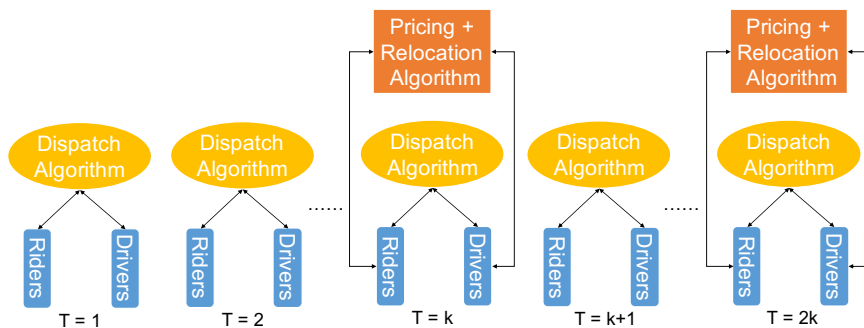 Pricing +
Relocation
Algorithm
Pricing +
Relocation
Algorithm
Dispatch
Algorithm
Dispatch
Algorithm
Dispatch
Algorithm
Dispatch
Algorithm
Dispatch
Algorithm
......
......
Riders
Drivers
Riders
Drivers
Riders
Drivers
Riders
Drivers
Riders
Drivers
T = 1
T = 2
T = k
T = k+1
T = 2k